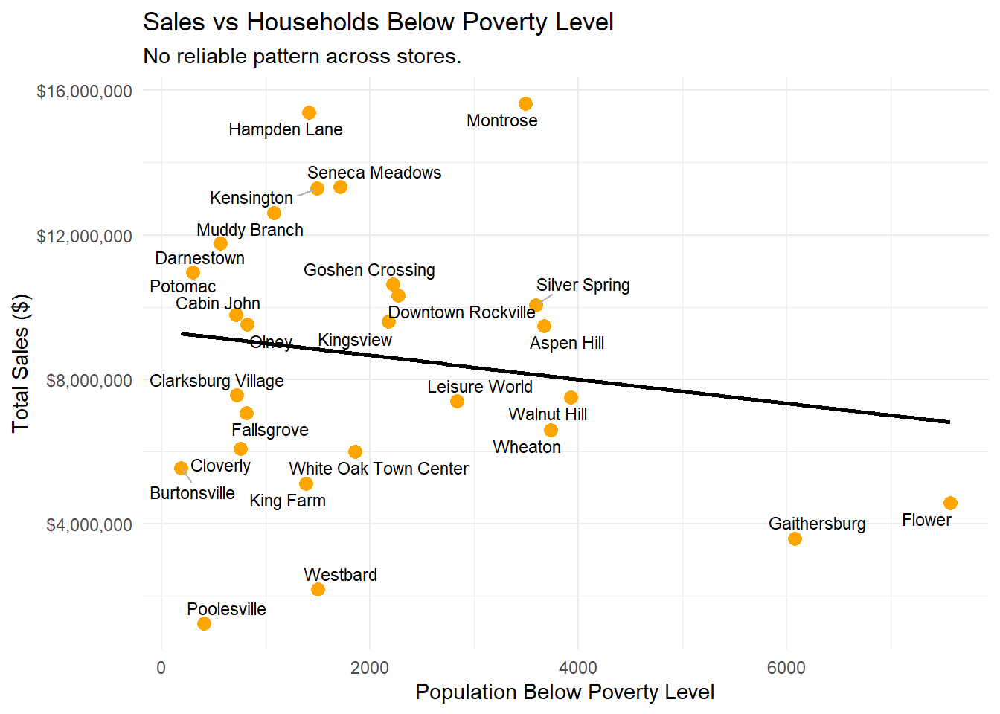 Sales vs Households Below Poverty Level
No reliable pattern across stores.
$16,000,000
Montrose
Hampden Lane
Seneca Meadows
Kensington
Muddy Branch
$12,000,000
Darnestown
Goshen Crossing
Potomac
Silver Spring
Cabin John
Downtown Rockville
Olney
Kingsview
Aspen Hill
Total Sales ($)
$8,000,000
Clarksburg Village
Leisure World
Walnut Hill
Fallsgrove
Wheaton
Cloverly
White Oak Town Center
Burtonsville
King Farm
$4,000,000
Gaithersburg
Flower
Westbard
Poolesville
0 2000 4000 6000
Population Below Poverty Level